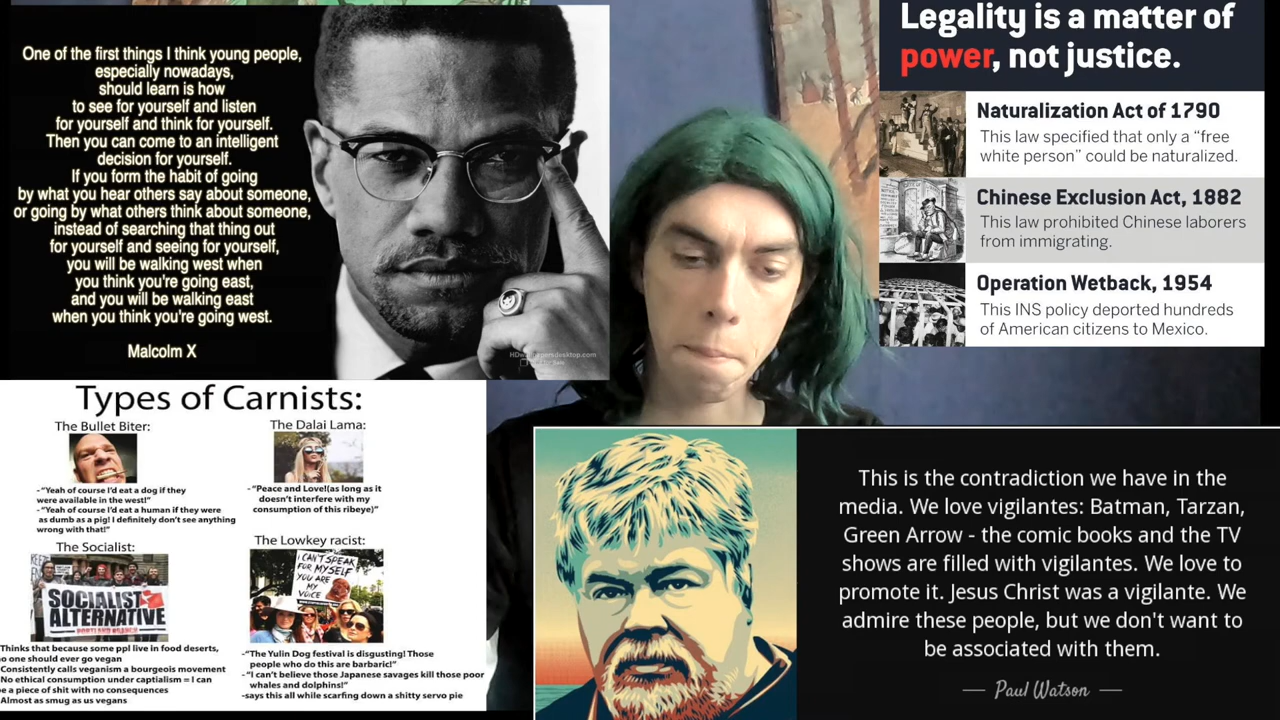 One of the first things I think young people,
especially nowadays,
should learn is how
to see for yourself and listen
for yourself and think for yourself.
Then you can come to an intelligent
decision for yourself.
If you form the habit of going
by what you hear others say about someone,
or going by what others think about someone,
instead of searching that thing out
for yourself and seeing for yourself,
you will be walking west when
you think you're going east,
and you will be walking east
when you think you're going west.
Malcolm X
Legality is a matter of
power, not justice.
Naturalization Act of 1790
This law specified that only a “free
white person” could be naturalized.
Chinese Exclusion Act, 1882
This law prohibited Chinese laborers
from immigrating.
Operation Wetback, 1954
This INS policy deported hundreds
of American citizens to Mexico.
Types of Carnists:
The Bullet Biter:
-“Yeah of course I'd eat a dog if they
were available in the west!”
-“Yeah of course I'd eat a human if they were
as dumb as a pig! I definitely don't see anything
wrong with that!”
The Dalai Lama:
-“Peace and Love!(as long as it
doesn't interfere with my
consumption of this ribeye)”
The Socialist:
SOCIALIST
ALTERNATIVE
Thinks that because some ppl live in food deserts,
no one should ever go vegan
Consistently calls veganism a bourgeois movement
No ethical consumption under captialism = I can
be a piece of shit with no consequences
Almost as smug as us vegans
The Lowkey racist:
I CAN'T SPEAK
FOR MYSELF
YOU ARE
MY
VOICE
-“The Yulin Dog festival is disgusting! Those
people who do this are barbaric!”
-“I can't believe those Japanese savages kill those poor
whales and dolphins!”
-says this all while scarfing down a shitty servo pie
This is the contradiction we have in the
media. We love vigilantes: Batman, Tarzan,
Green Arrow - the comic books and the TV
shows are filled with vigilantes. We love to
promote it. Jesus Christ was a vigilante. We
admire these people, but we don't want to
be associated with them.
— Paul Watson —